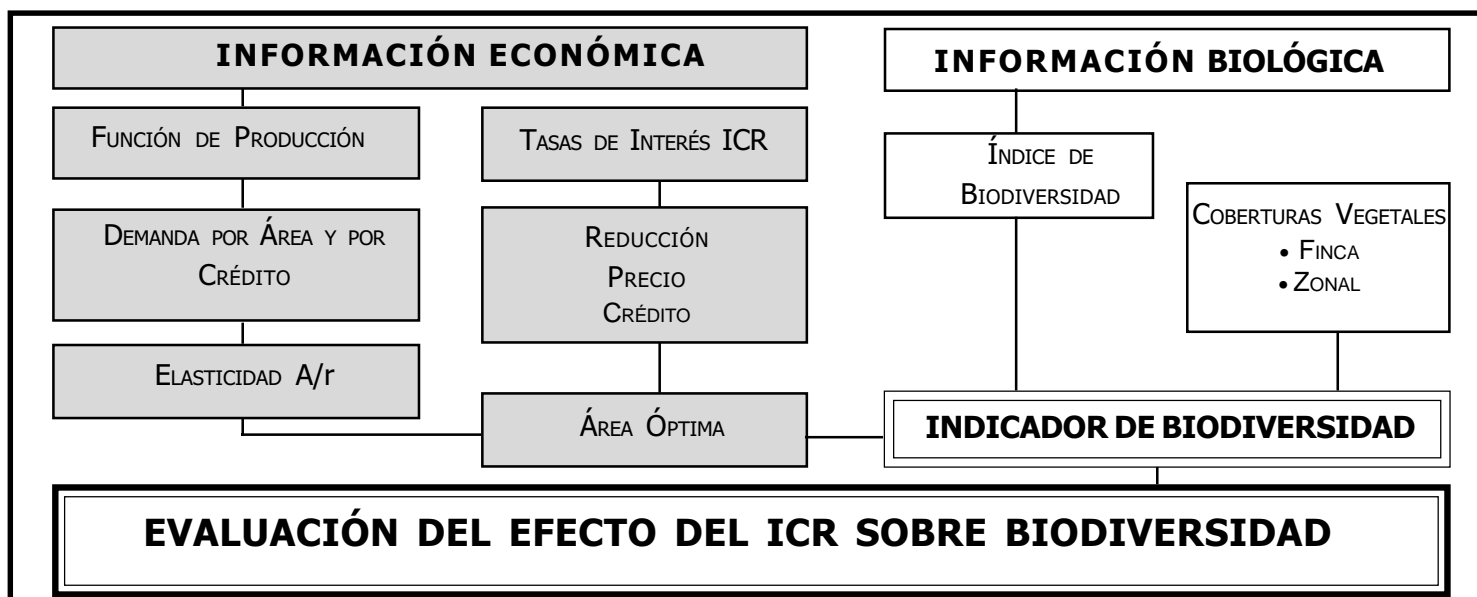 INFORMACIÓN ECONÓMICA
FUNCIÓN DE PRODUCCIÓN
DEMANDA POR ÁREA Y POR
CRÉDITO
ELASTICIDAD A/r
TASAS DE INTERÉS ICR
REDUCCIÓN
PRECIO
CRÉDITO
ÁREA ÓPTIMA
INFORMACIÓN BIOLÓGICA
ÍNDICE DE
BIODIVERSIDAD
COBERTURAS VEGETALES
• FINCA
• ZONAL
INDICADOR DE BIODIVERSIDAD
EVALUACIÓN DEL EFECTO DEL ICR SOBRE BIODIVERSIDAD